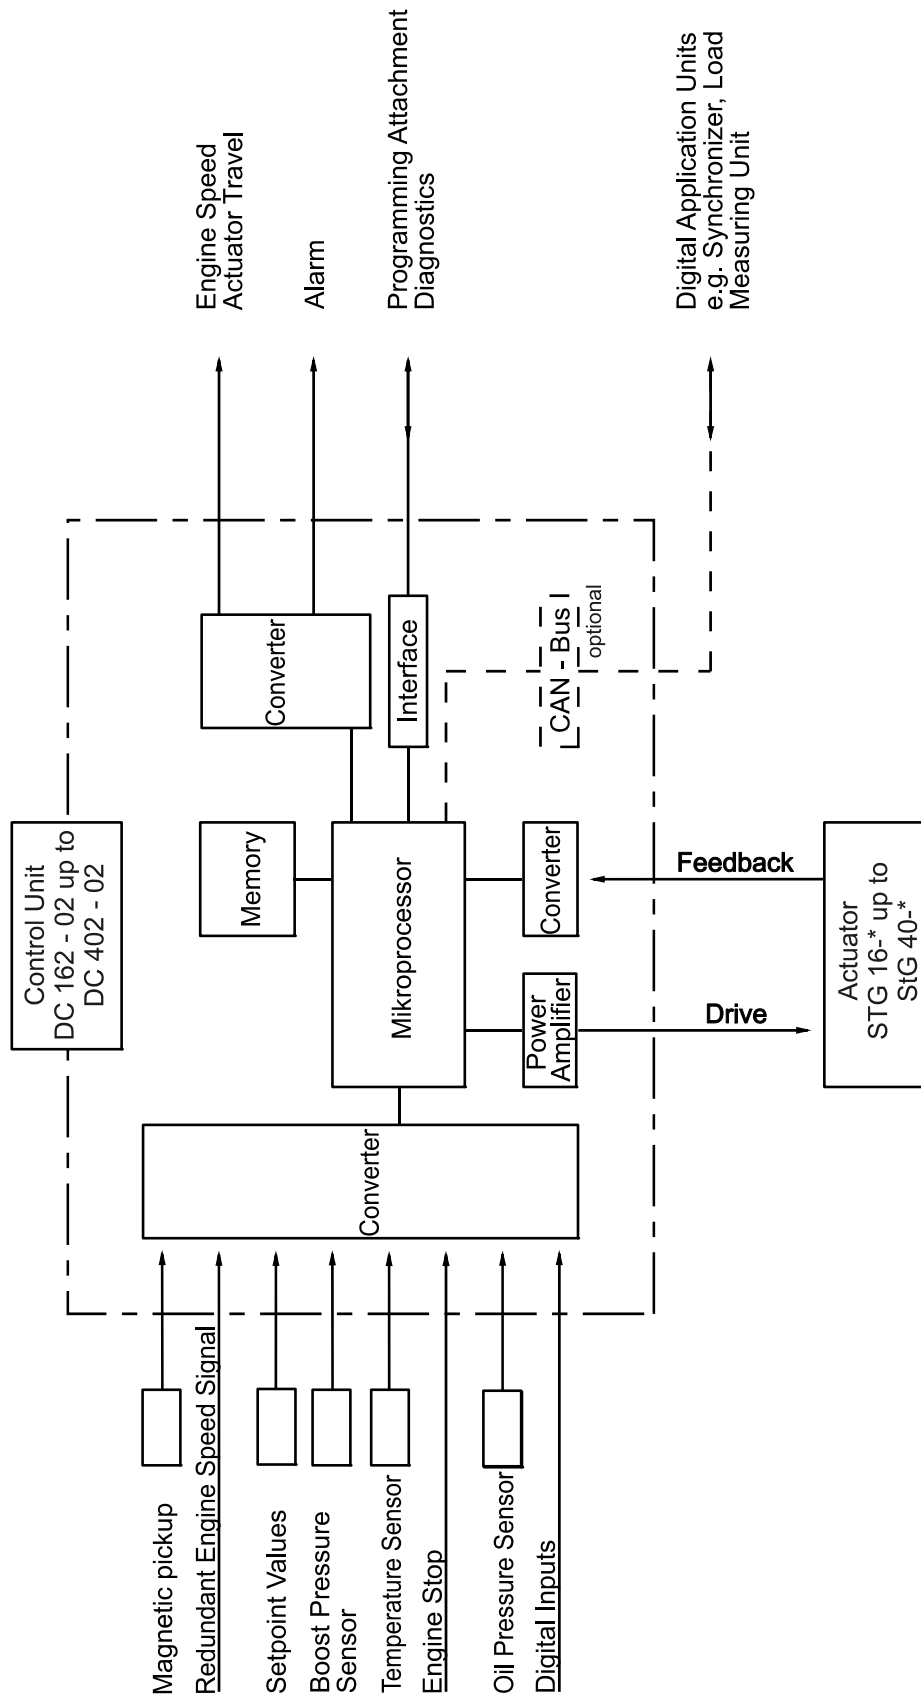 Control Unit
DC 162 - 02 up to
DC 402 - 02
Magnetic pickup
Redundant Engine Speed Signal
Setpoint Values
Boost Pressure
Sensor
Temperature Sensor
Engine Stop
Oil Pressure Sensor
Digital Inputs
Converter
Memory
Mikroprocessor
Power
Amplifier
Converter
Converter
Interface
CAN - Bus I
optional
Engine Speed
Actuator Travel
Alarm
Programming Attachment
Diagnostics
Digital Application Units
e.g. Synchronizer, Load
Measuring Unit
Drive
Feedback
Actuator
STG 16-* up to
StG 40-*